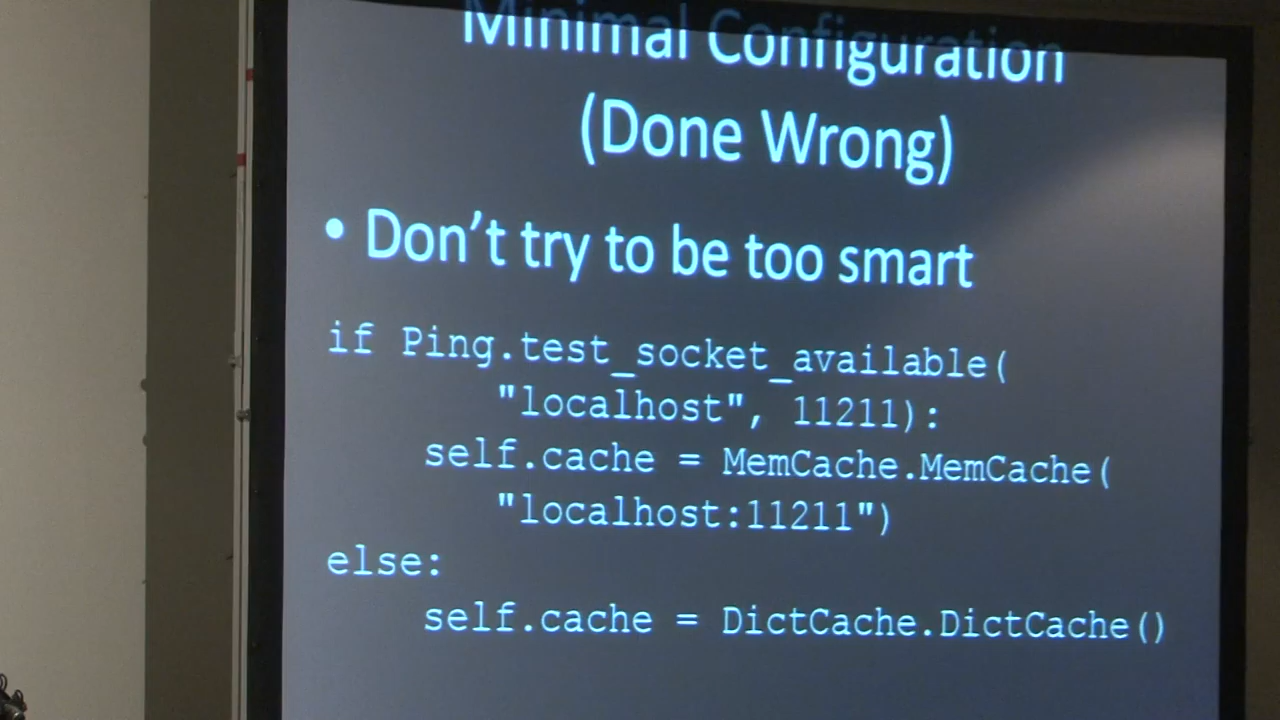 Minimal Configuration
(Done Wrong)
• Don't try to be too smart
if Ping.test_socket_available(
"localhost", 11211):
self.cache = MemCache.MemCache(
"localhost:11211")
else:
self.cache = DictCache.DictCache()